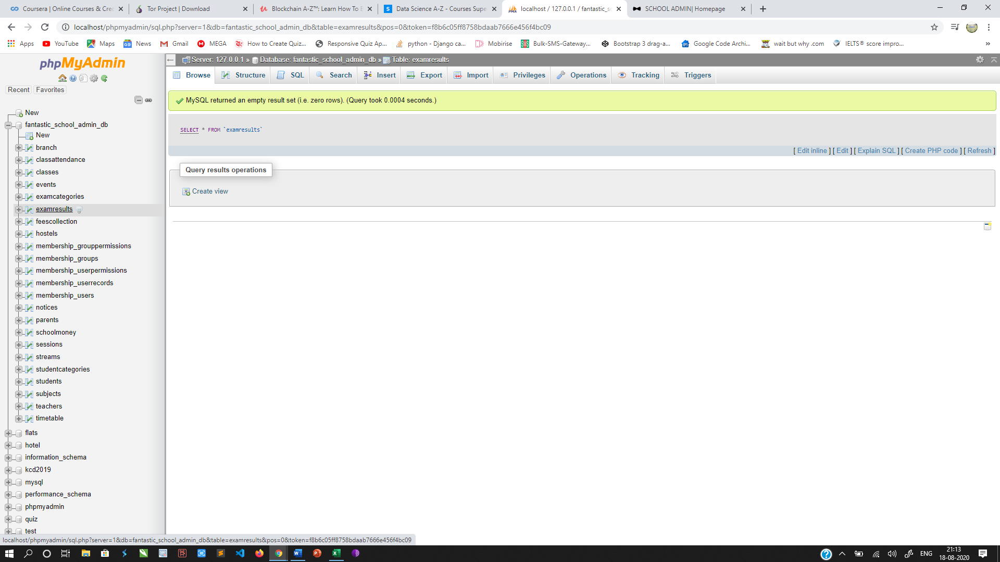 Coursera | Online Courses & Crec
Tor Project | Download
Blockchain A-Z™: Learn How To B
Data Science A-Z - Courses Supe
localhost / 127.0.0.1 / fantastic_sc
SCHOOL ADMIN| Homepage
localhost/phpmyadmin/sql.php?server=1&db=fantastic_school_admin_db&table=examresults&pos=0&token=f8b6c05ff8758bdaab7666e456f4bc09
Apps
YouTube
Maps
News
Gmail
MEGA
How to Create Quiz...
Responsive Quiz Ap...
python - Django ca...
Mobirise
Bulk-SMS-Gateway...
Bootstrap 3 drag-a...
Google Code Archi...
wait but why .com
IELTS® score impro...
phpMyAdmin
Recent Favorites
New
fantastic_school_admin_db
New
branch
classattendance
classes
events
examcategories
examresults
feescollection
hostels
membership_grouppermissions
membership_groups
membership_userpermissions
membership_userrecords
membership_users
notices
parents
schoolmoney
sessions
streams
studentcategories
students
subjects
teachers
timetable
flats
hotel
information_schema
kcd2019
mysql
performance_schema
phpmyadmin
quiz
test
Server: 127.0.0.1 » Database: fantastic_school_admin_db » Table: examresults
Browse Structure SQL Search Insert Export Import Privileges Operations Tracking Triggers
MySQL returned an empty result set (i.e. zero rows). (Query took 0.0004 seconds.)
SELECT * FROM `examresults`
[ Edit inline ] [ Edit ] [ Explain SQL ] [ Create PHP code ] [ Refresh ]
Query results operations
Create view
localhost/phpmyadmin/sql.php?server=1&db=fantastic_school_admin_db&table=examresults&pos=0&token=f8b6c05ff8758bdaab7666e456f4bc09
ENG
21:13
18-08-2020